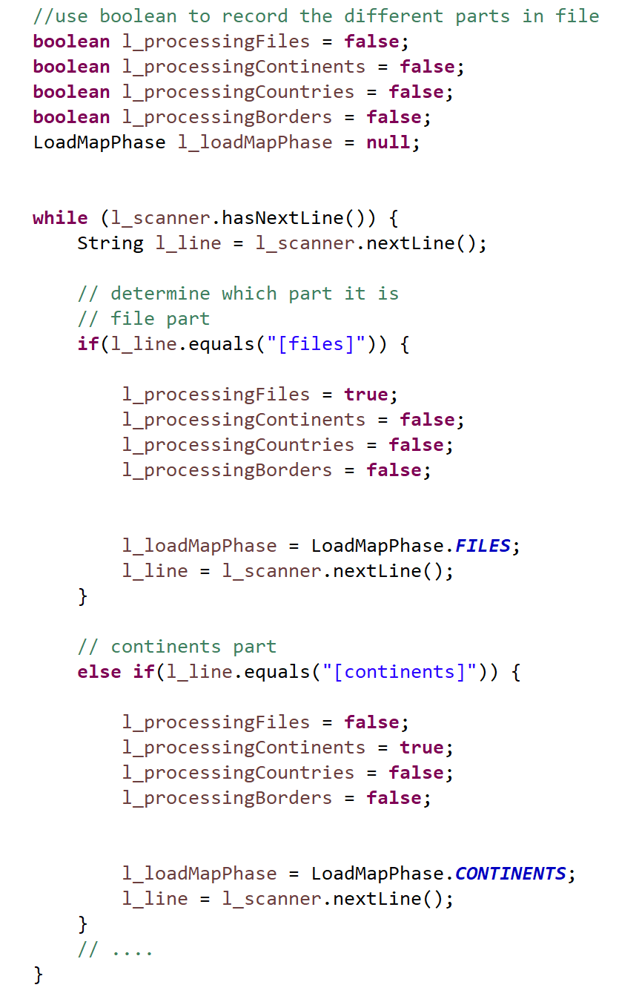 //use boolean to record the different parts in file
boolean l_processingFiles = false;
boolean l_processingContinents = false;
boolean l_processingCountries = false;
boolean l_processingBorders = false;
LoadMapPhase l_loadMapPhase = null;
while (l_scanner.hasNextLine()) {
    String l_line = l_scanner.nextLine();
    // determine which part it is
    // file part
    if(l_line.equals("[files]")) {
        l_processingFiles = true;
        l_processingContinents = false;
        l_processingCountries = false;
        l_processingBorders = false;
        l_loadMapPhase = LoadMapPhase.FILES;
        l_line = l_scanner.nextLine();
    }
    // continents part
    else if(l_line.equals("[continents]")) {
        l_processingFiles = false;
        l_processingContinents = true;
        l_processingCountries = false;
        l_processingBorders = false;
        l_loadMapPhase = LoadMapPhase.CONTINENTS;
        l_line = l_scanner.nextLine();
    }
    // ....
}